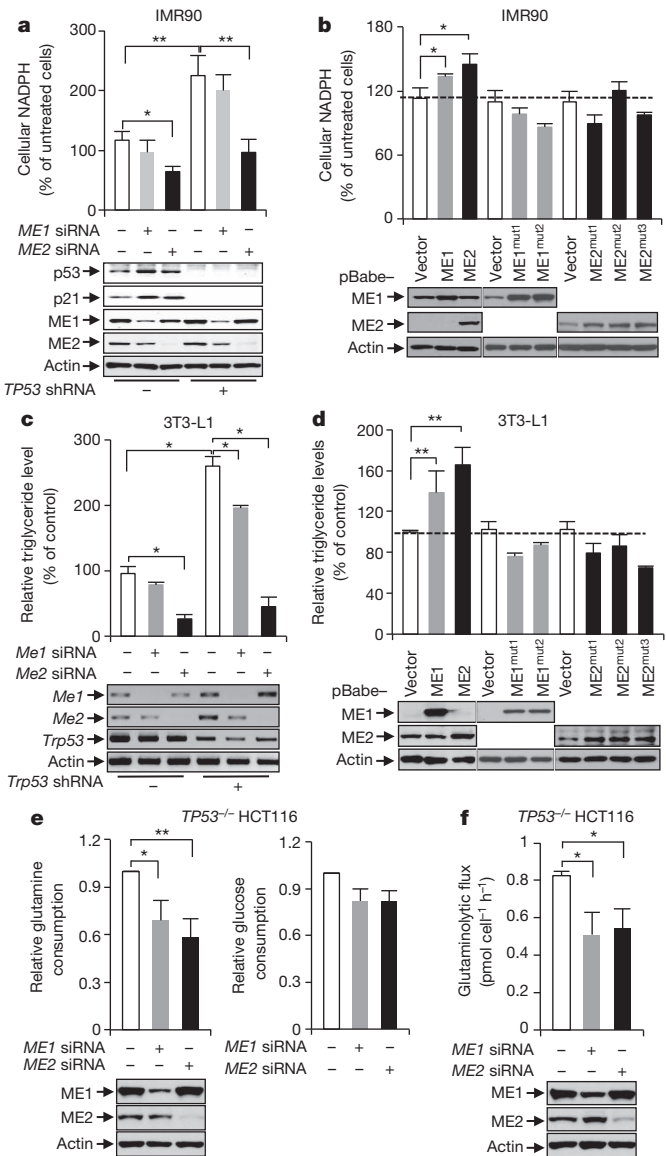 a
IMR90
Cellular NADPH
(% of untreated cells)
300
200
100
0
**
**
*
ME1 siRNA – + – – + –
ME2 siRNA – – + – – +
p53
p21
ME1
ME2
Actin
TP53 shRNA – +
b
IMR90
Cellular NADPH
(% of untreated cells)
180
120
60
0
*
*
pBabe–
Vector
ME1
ME2
Vector
ME1mut1
ME1mut2
Vector
ME2mut1
ME2mut2
ME2mut3
ME1
ME2
Actin
c
3T3-L1
Relative triglyceride level
(% of control)
300
200
100
0
*
*
*
*
Me1 siRNA – + – – + –
Me2 siRNA – – + – – +
Me1
Me2
Trp53
Actin
Trp53 shRNA – +
d
3T3-L1
Relative triglyceride levels
(% of control)
200
160
120
80
40
0
**
**
pBabe–
Vector
ME1
ME2
Vector
ME1mut1
ME1mut2
Vector
ME2mut1
ME2mut2
ME2mut3
ME1
ME2
Actin
e
TP53–/– HCT116
Relative glutamine
consumption
1.2
0.9
0.6
0.3
0
**
*
ME1 siRNA – + –
ME2 siRNA – – +
ME1
ME2
Actin
Relative glucose
consumption
1.2
0.9
0.6
0.3
0
ME1 siRNA – + –
ME2 siRNA – – +
f
TP53–/– HCT116
Glutaminolytic flux
(pmol cell–1 h–1)
1
0.8
0.6
0.4
0.2
0
*
*
ME1 siRNA – + –
ME2 siRNA – – +
ME1
ME2
Actin